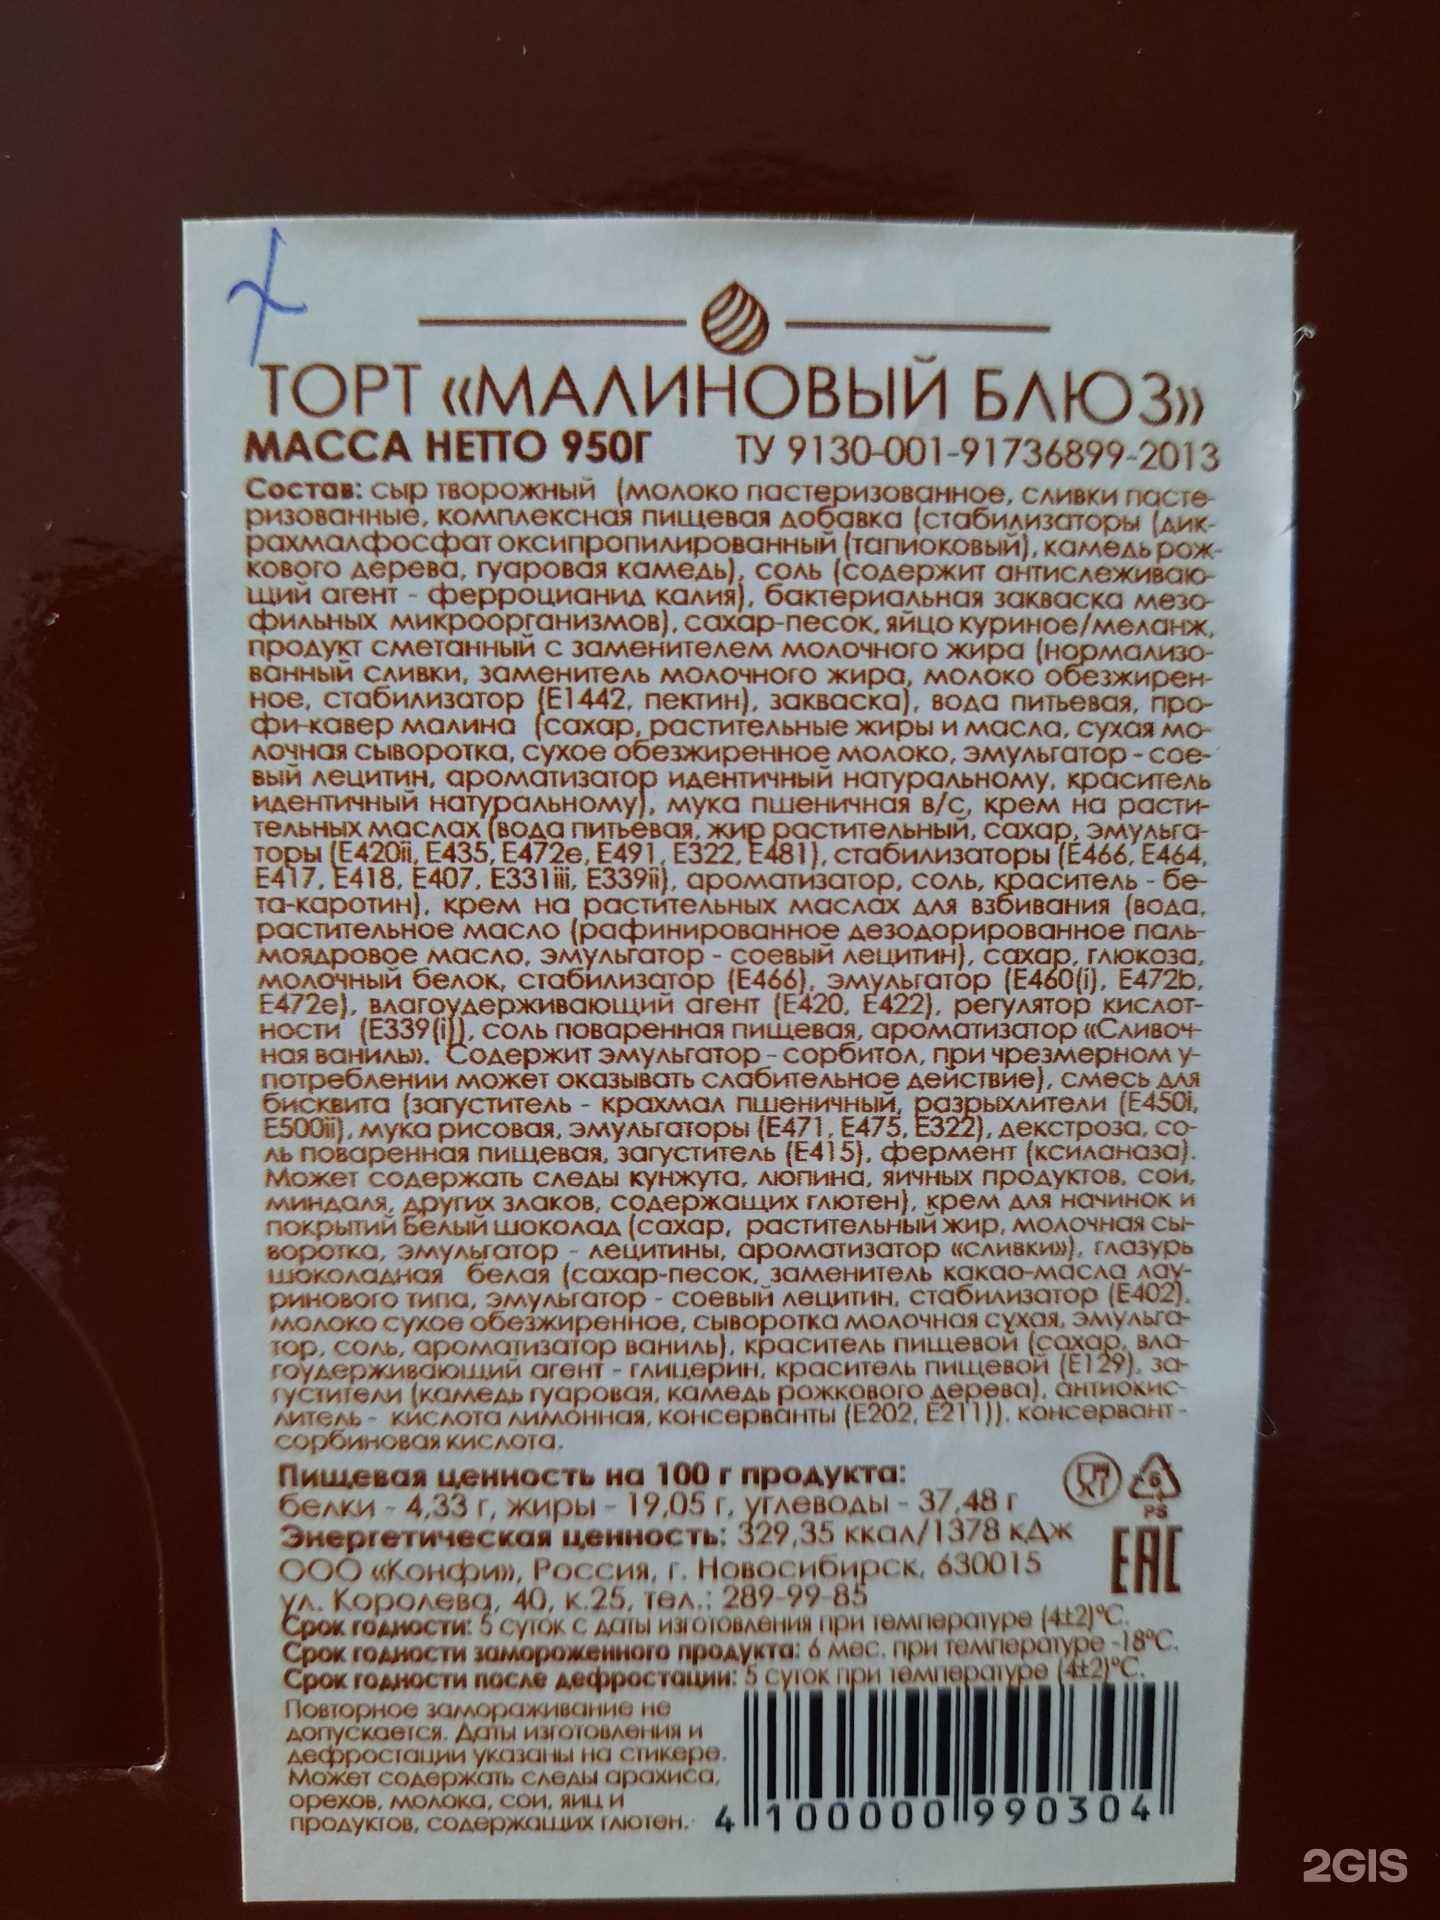 ТОРТ «МАЛИНОВЫЙ БЛЮЗ»
МАССА НЕТТО 950Г ТУ 9130-001-91736899-2013
Состав: сыр творожный (молоко пастеризованное, сливки пасте-
ризованные, комплексная пищевая добавка (стабилизаторы (дик-
рахмалфосфат оксипропилированный (тапиоковый), камедь рож-
кового дерева, гуаровая камедь), соль (содержит антислеживаю-
щий агент - ферроцианид калия), бактериальная закваска мезо-
фильных микроорганизмов), сахар-песок, яйцо куриное/меланж,
продукт сметанный с заменителем молочного жира (нормализо-
ванный сливки, заменитель молочного жира, молоко обезжирен-
ное, стабилизатор (Е1442, пектин), закваска), вода питьевая, про-
фи-кавер малина (сахар, растительные жиры и масла, сухая мо-
лочная сыворотка, сухое обезжиренное молоко, эмульгатор - сое-
вый лецитин, ароматизатор идентичный натуральному, краситель
идентичный натуральному), мука пшеничная в/с, крем на расти-
тельных маслах (вода питьевая, жир растительный, сахар, эмульга-
торы (Е420ii, Е435, Е472е, Е491, Е322, Е481), стабилизаторы (Е466, Е464,
Е417, Е418, Е407, Е331iii, Е339ii), ароматизатор, соль, краситель - бе-
та-каротин), крем на растительных маслах для взбивания (вода,
растительное масло (рафинированное дезодорированное паль-
моядровое масло, эмульгатор - соевый лецитин), сахар, глюкоза,
молочный белок, стабилизатор (Е466), эмульгатор (Е460(i), Е472b,
Е472е), влагоудерживающий агент (Е420, Е422), регулятор кислот-
ности (Е339(i)), соль поваренная пищевая, ароматизатор «Сливоч-
ная ваниль». Содержит эмульгатор - сорбитол, при чрезмерном у-
потреблении может оказывать слабительное действие), смесь для
бисквита (загуститель - крахмал пшеничный, разрыхлители (Е450i,
Е500ii), мука рисовая, эмульгаторы (Е471, Е475, Е322), декстроза, со-
ль поваренная пищевая, загуститель (Е415), фермент (ксиланаза).
Может содержать следы кунжута, люпина, яичных продуктов, сои,
миндаля, других злаков, содержащих глютен), крем для начинок и
покрытий Белый шоколад (сахар, растительный жир, молочная сы-
воротка, эмульгатор - лецитины, ароматизатор «сливки»), глазурь
шоколадная белая (сахар-песок, заменитель какао-масла лау-
ринового типа, эмульгатор - соевый лецитин, стабилизатор (Е402),
молоко сухое обезжиренное, сыворотка молочная сухая, эмульга-
тор, соль, ароматизатор ваниль), краситель пищевой (сахар, вла-
гоудерживающий агент - глицерин, краситель пищевой (Е129), за-
густители (камедь гуаровая, камедь рожкового дерева), антиокис-
литель - кислота лимонная, консерванты (Е202, Е211)), консервант -
сорбиновая кислота.
Пищевая ценность на 100 г продукта:
белки - 4,33 г, жиры - 19,05 г, углеводы - 37,48 г
Энергетическая ценность: 329,35 ккал/1378 кДж
6
PS
EAC
ООО «Конфи», Россия, г. Новосибирск, 630015
ул. Королева, 40, к.25, тел.: 289-99-85
Срок годности: 5 суток с даты изготовления при температуре (4±2)°С.
Срок годности замороженного продукта: 6 мес. при температуре -18°С.
Срок годности после дефростации: 5 суток при температуре (4±2)°С.
Повторное замораживание не
допускается. Даты изготовления и
дефростации указаны на стикере.
Может содержать следы арахиса,
орехов, молока, сои, яиц и
продуктов, содержащих глютен.
4 100000 990304
2GIS